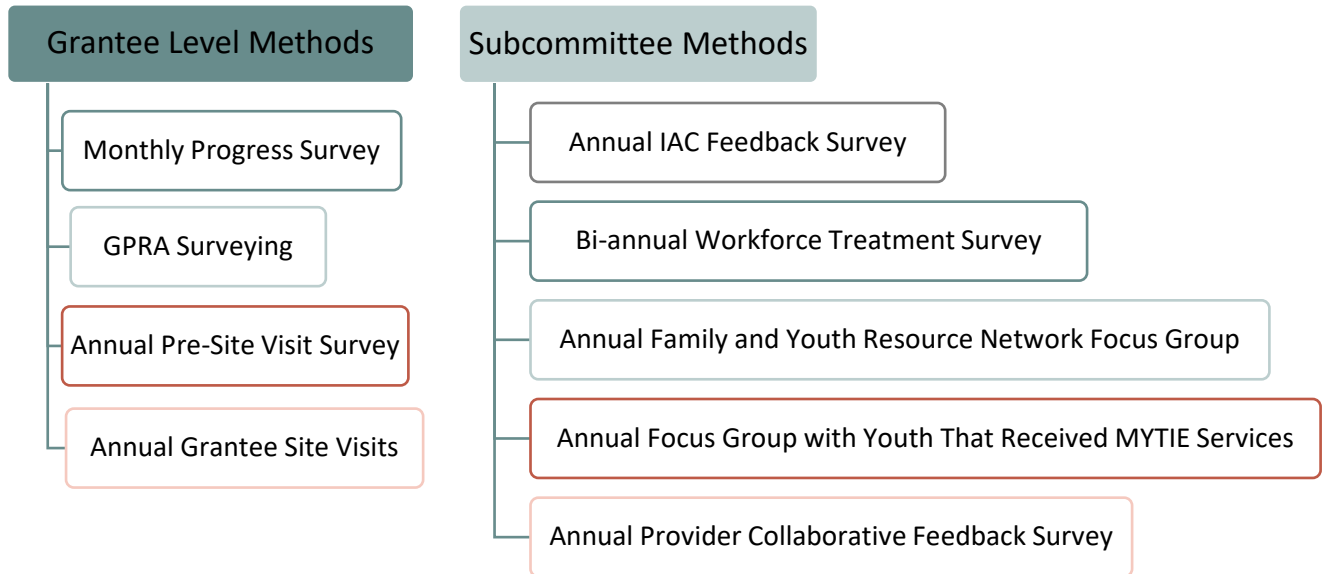 Grantee Level Methods
Monthly Progress Survey
GPRA Surveying
Annual Pre-Site Visit Survey
Annual Grantee Site Visits
Subcommittee Methods
Annual IAC Feedback Survey
Bi-annual Workforce Treatment Survey
Annual Family and Youth Resource Network Focus Group
Annual Focus Group with Youth That Received MYTIE Services
Annual Provider Collaborative Feedback Survey